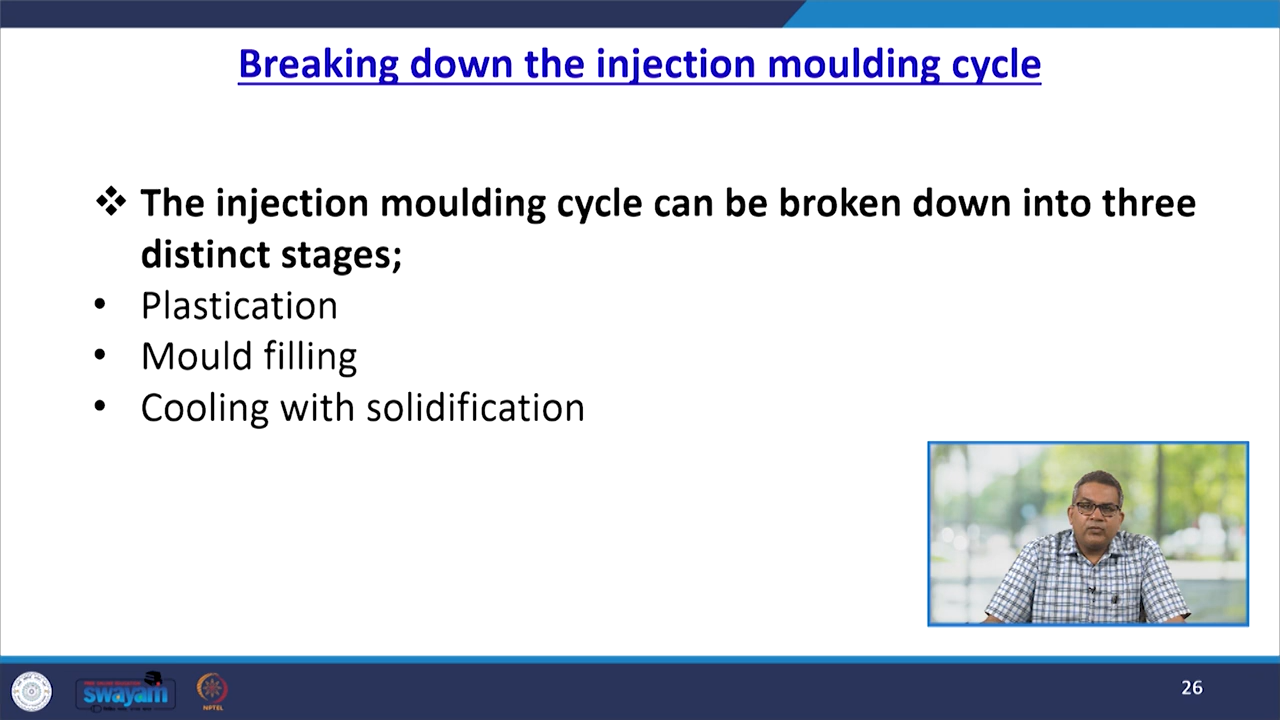 Breaking down the injection moulding cycle
❖ The injection moulding cycle can be broken down into three
distinct stages;
• Plastication
• Mould filling
• Cooling with solidification
swayam
NPTEL
26